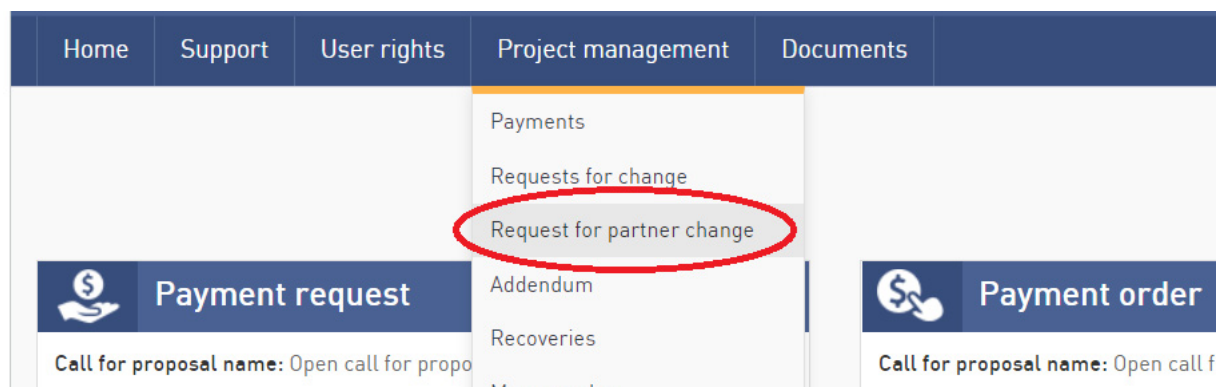 Home Support User rights Project management Documents
Payments
Requests for change
Request for partner change
Addendum
Recoveries
Payment request
Call for proposal name: Open call for propo
Payment order
Call for proposal name: Open call f